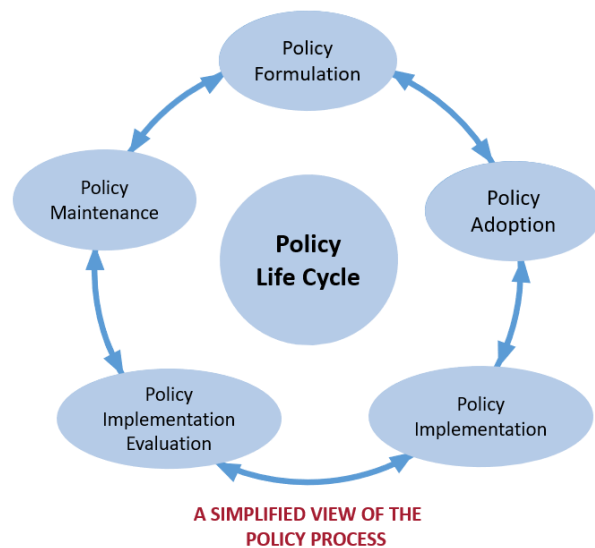 Policy
Formulation
Policy
Adoption
Policy
Maintenance
Policy
Life Cycle
Policy
Implementation
Evaluation
Policy
Implementation
A SIMPLIFIED VIEW OF THE
POLICY PROCESS